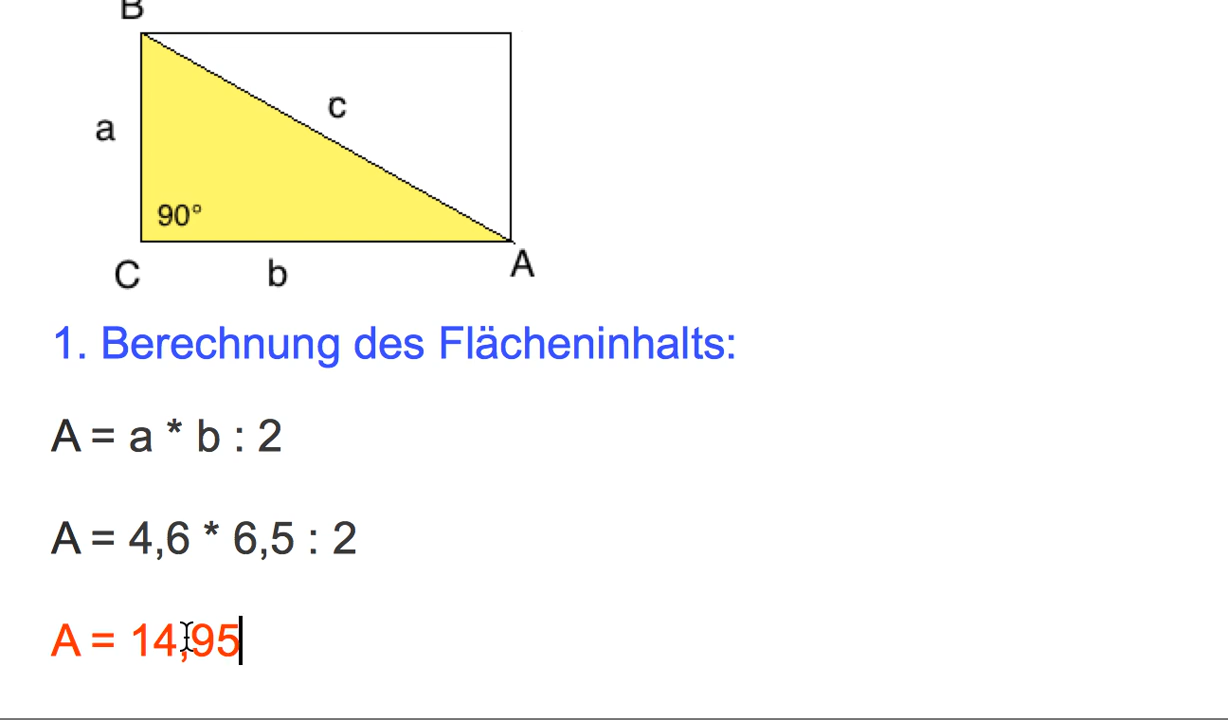 B
c
a
90°
C
b
A
1. Berechnung des Flächeninhalts:
A = a * b : 2
A = 4,6 * 6,5 : 2
A = 14,95